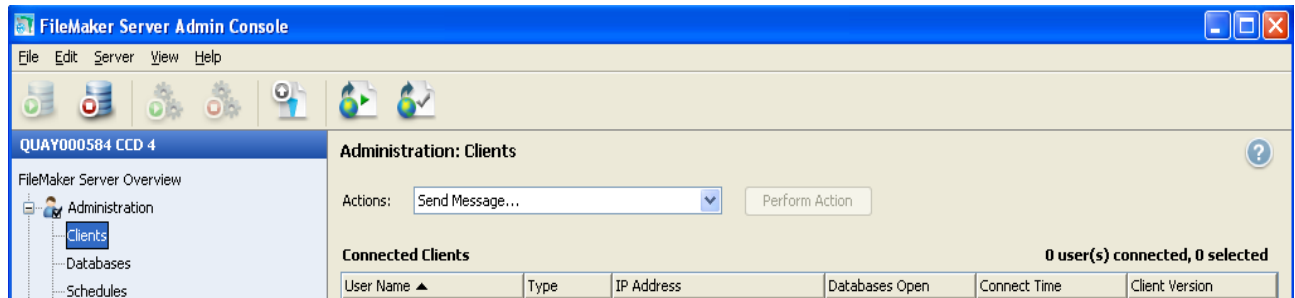 FileMaker Server Admin Console
File Edit Server View Help
QUAY000584 CCD 4
FileMaker Server Overview
Administration
Clients
Databases
Schedules
Administration: Clients
Actions: Send Message... Perform Action
Connected Clients 0 user(s) connected, 0 selected
User Name Type IP Address Databases Open Connect Time Client Version